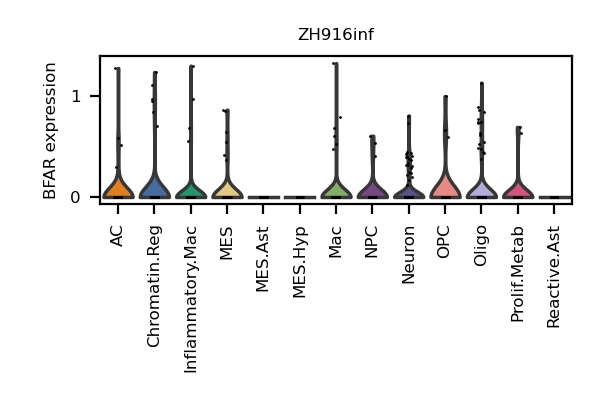 ZH916inf
BFAR expression
1
0
AC
Chromatin.Reg
Inflammatory.Mac
MES
MES.Ast
MES.Hyp
Mac
NPC
Neuron
OPC
Oligo
Prolif.Metab
Reactive.Ast